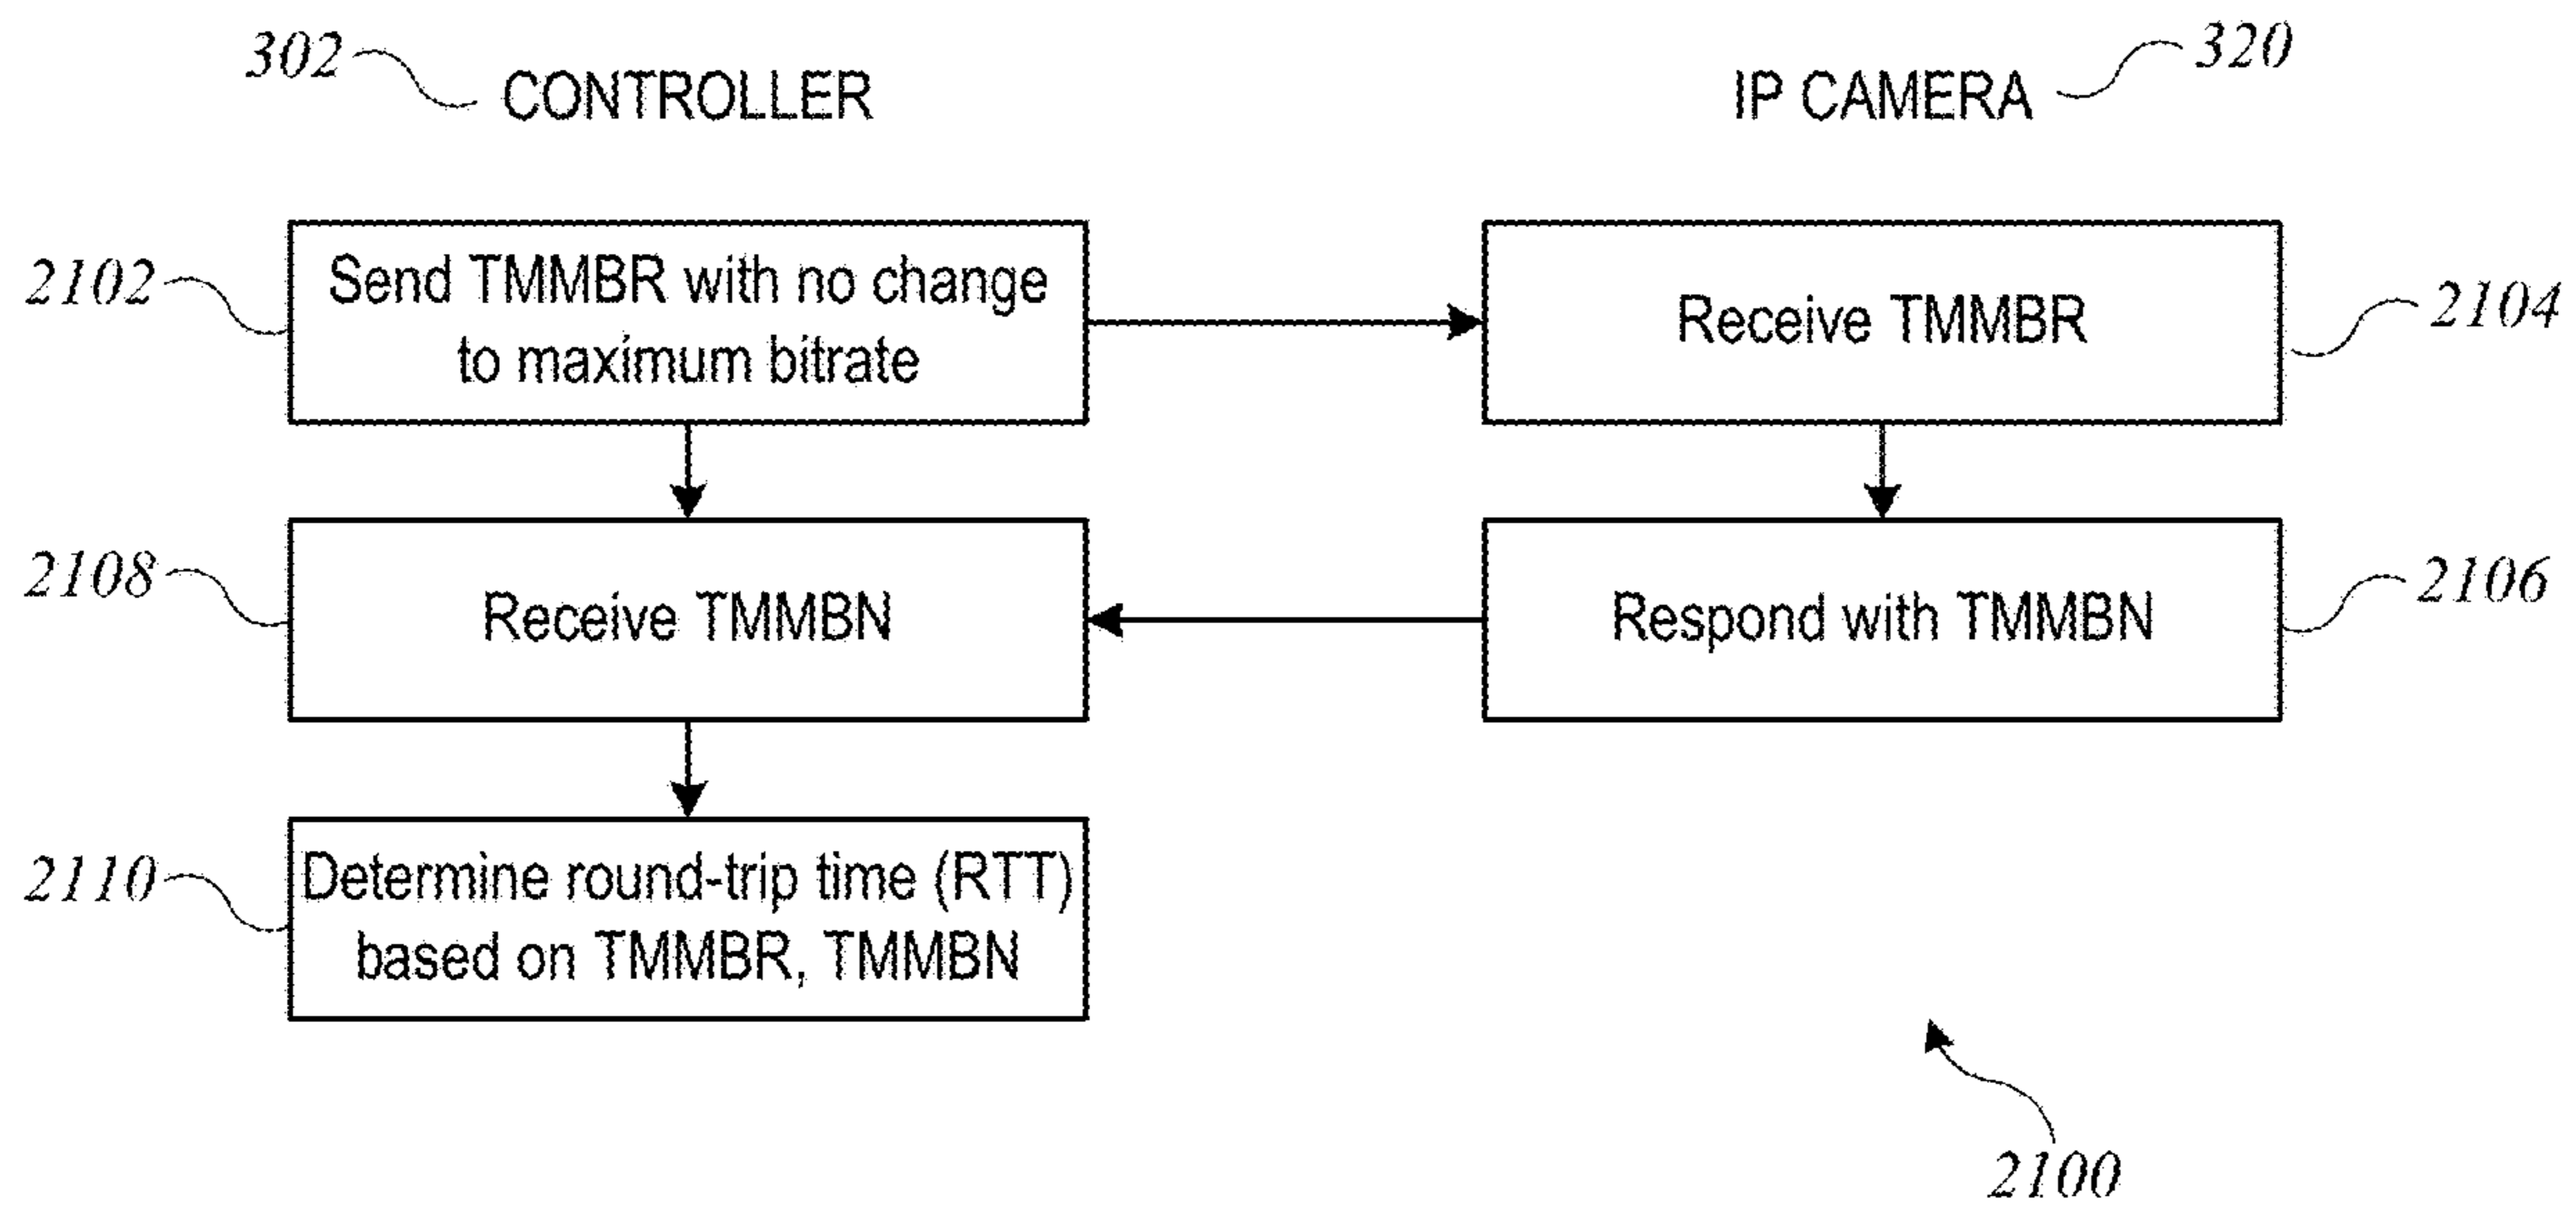 302
CONTROLLER
IP CAMERA
320
2102
Send TMMBR with no change
to maximum bitrate
Receive TMMBR
2104
2108
Receive TMMBN
Respond with TMMBN
2106
2110
Determine round-trip time (RTT)
based on TMMBR, TMMBN
2100